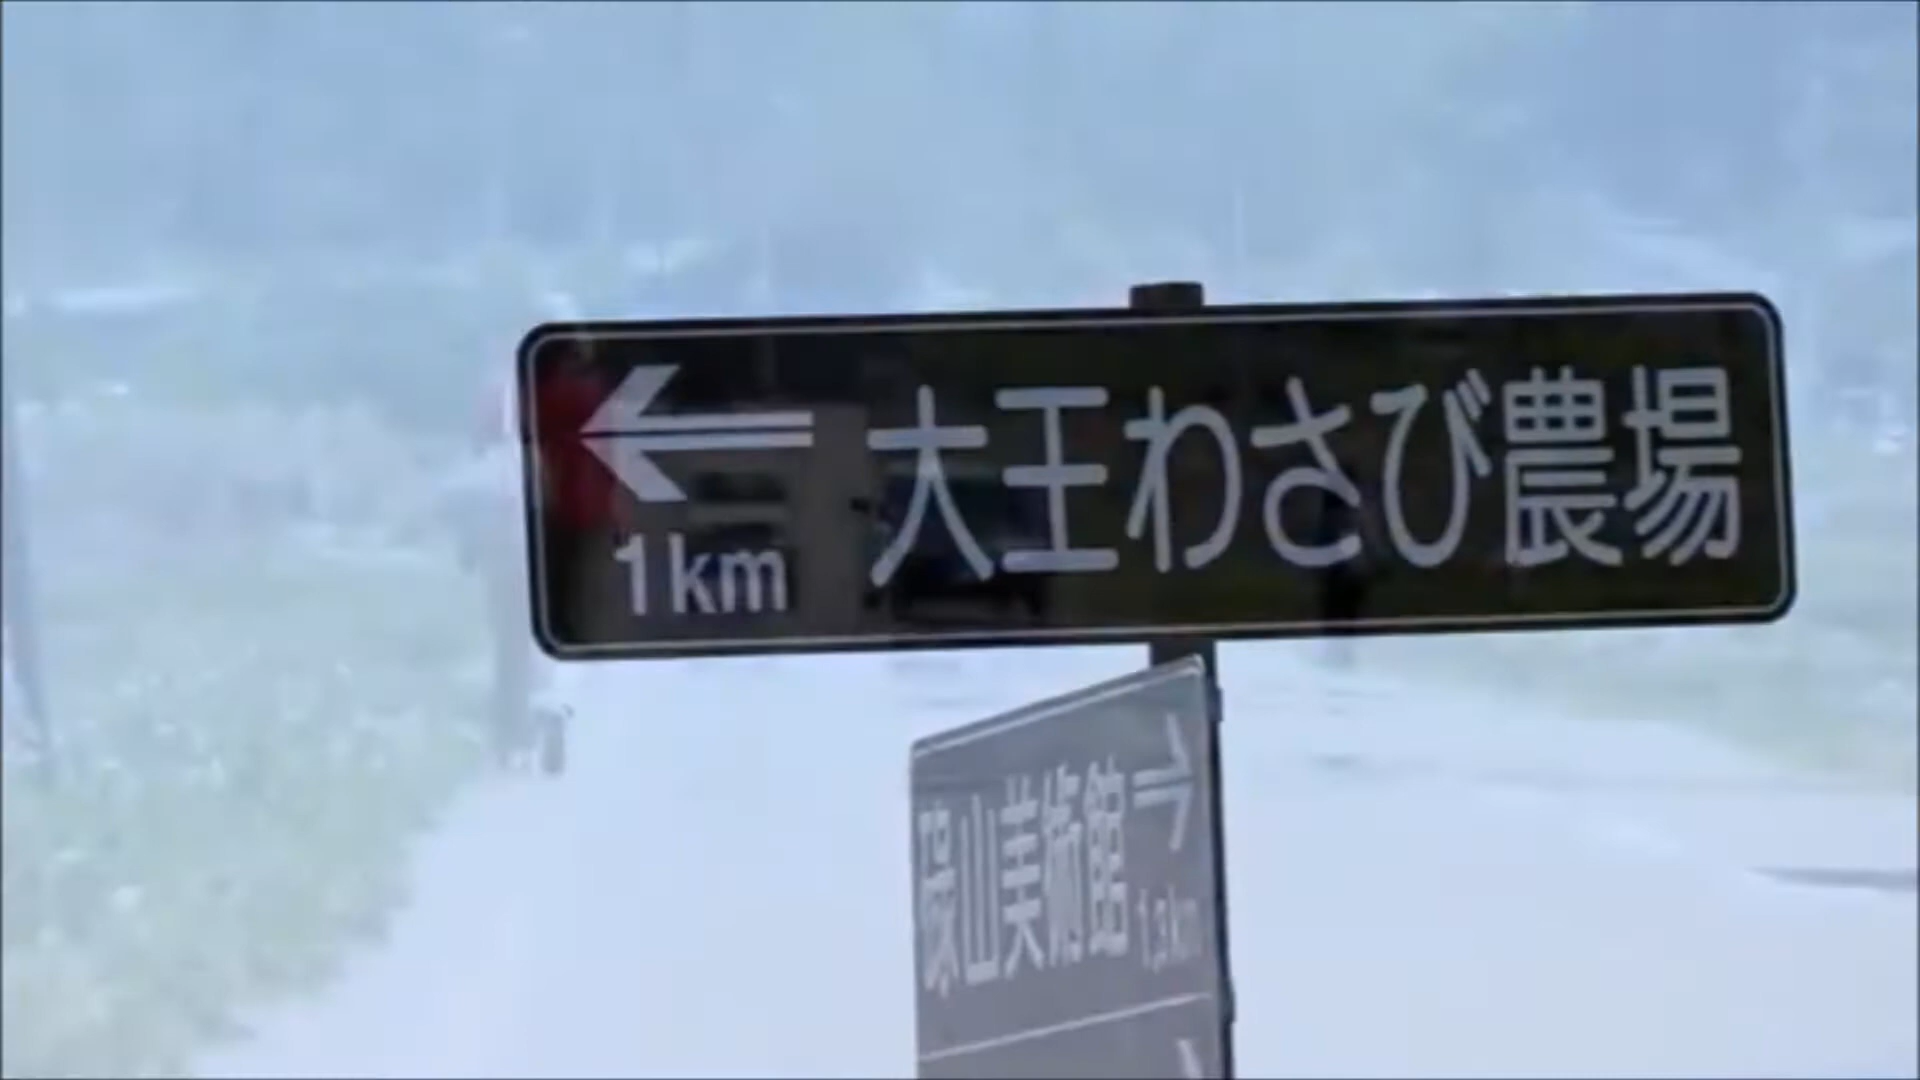 ← 大王わさび農場
1km
碌山美術館 →